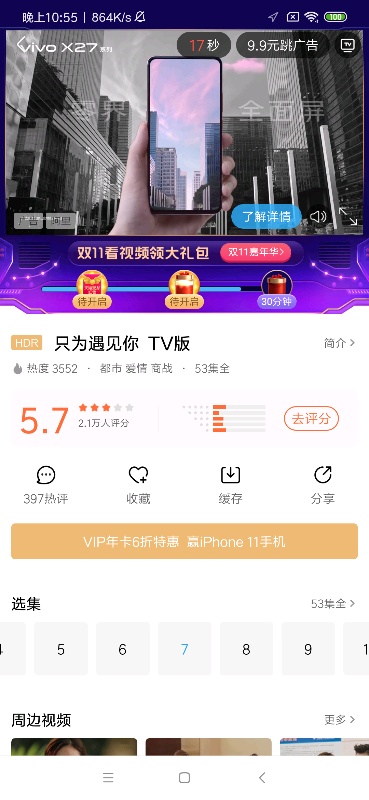 晚上10:55 | 864K/s
100
vivo X27 系列
17 秒
9.9元跳广告
TV
零界 全面屏
了解详情
双11看视频领大礼包
双11嘉年华>
待开启
待开启
30分钟
HDR 只为遇见你 TV版
简介 >
热度 3552 · 都市 爱情 商战 · 53集全
5.7
2.1万人评分
去评分
397热评
收藏
缓存
分享
VIP年卡6折特惠 赢iPhone 11手机
选集
53集全 >
4 5 6 7 8 9 1
周边视频
更多 >